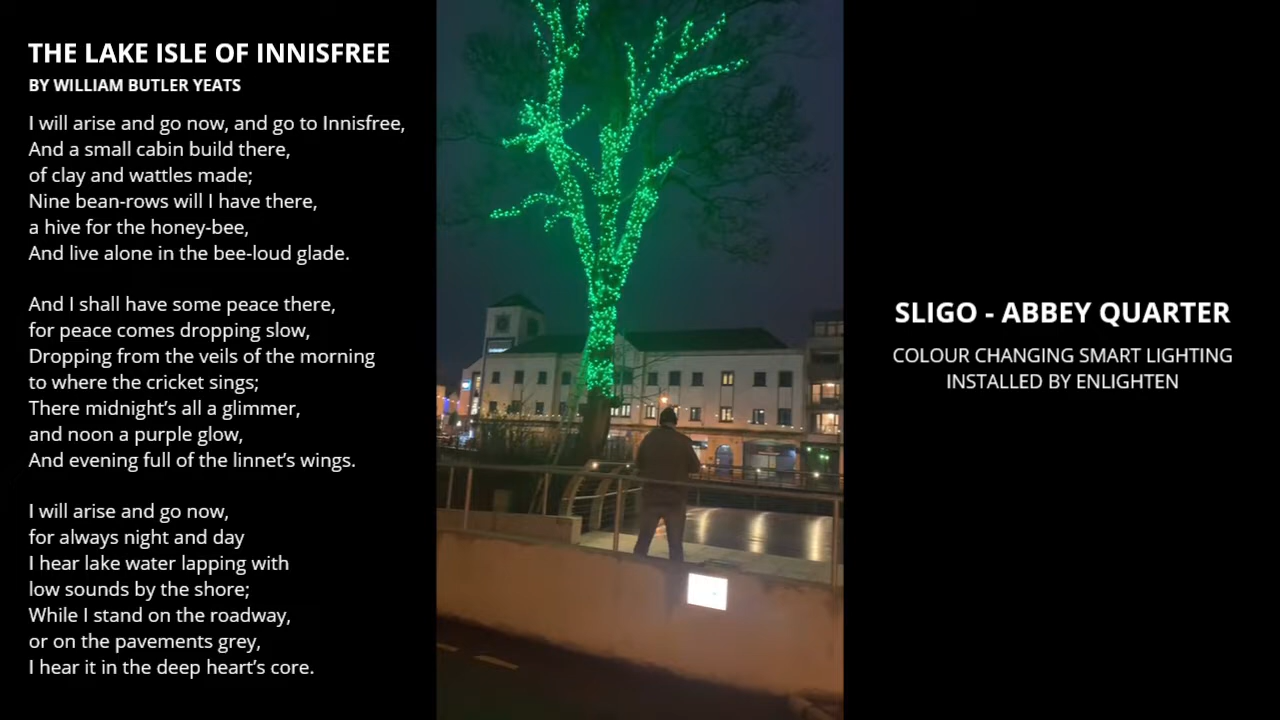 THE LAKE ISLE OF INNISFREE
BY WILLIAM BUTLER YEATS
I will arise and go now, and go to Innisfree,
And a small cabin build there,
of clay and wattles made;
Nine bean-rows will I have there,
a hive for the honey-bee,
And live alone in the bee-loud glade.
And I shall have some peace there,
for peace comes dropping slow,
Dropping from the veils of the morning
to where the cricket sings;
There midnight’s all a glimmer,
and noon a purple glow,
And evening full of the linnet’s wings.
I will arise and go now,
for always night and day
I hear lake water lapping with
low sounds by the shore;
While I stand on the roadway,
or on the pavements grey,
I hear it in the deep heart’s core.
SLIGO - ABBEY QUARTER
COLOUR CHANGING SMART LIGHTING
INSTALLED BY ENLIGHTEN